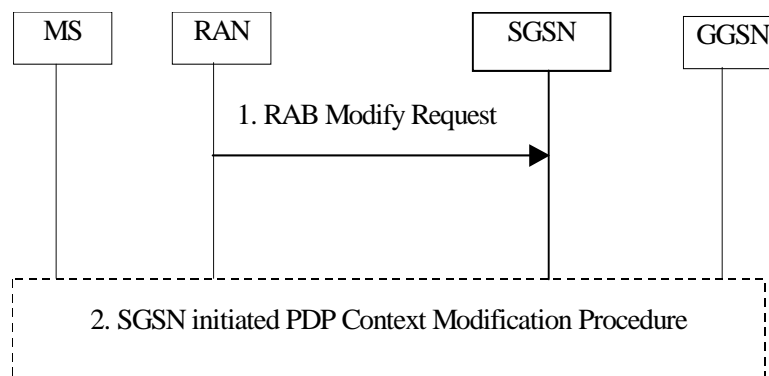 MS RAN SGSN GGSN
1. RAB Modify Request
2. SGSN initiated PDP Context Modification Procedure